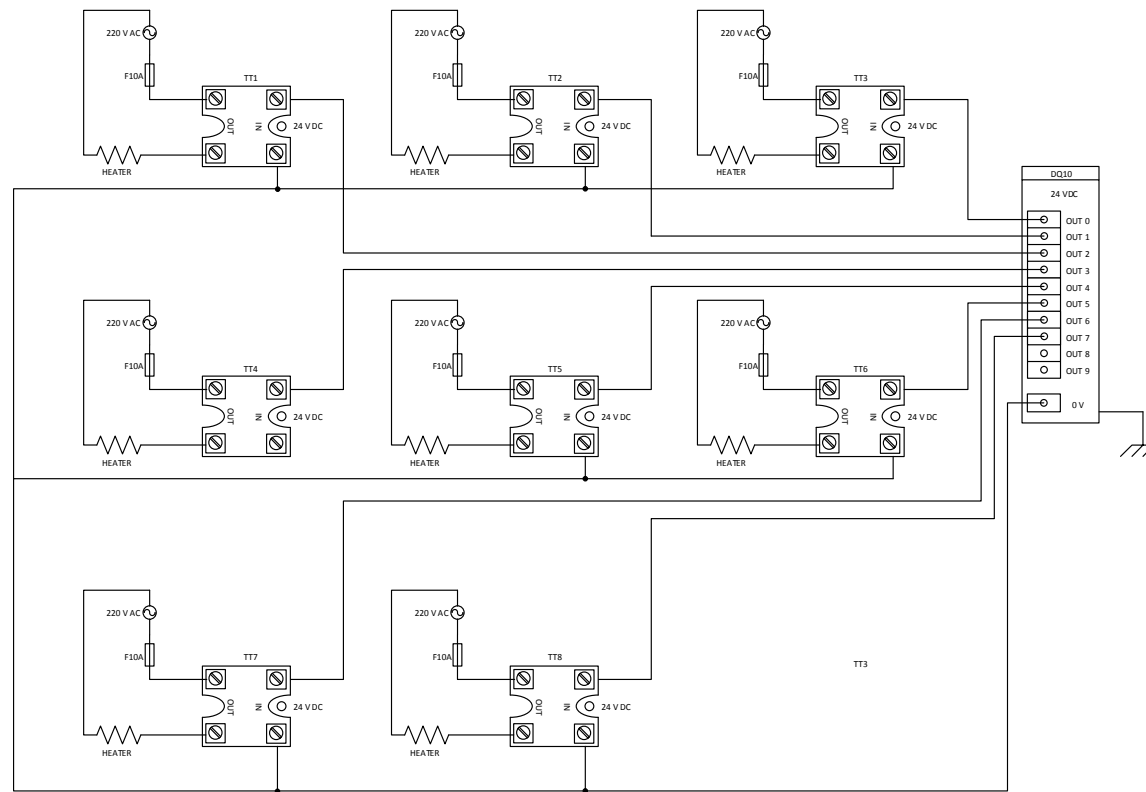 220 V AC
F10A
TT1
OUT
IN
24 V DC
HEATER
220 V AC
F10A
TT2
OUT
IN
24 V DC
HEATER
220 V AC
F10A
TT3
OUT
IN
24 V DC
HEATER
DQ10
24 VDC
OUT 0
OUT 1
OUT 2
OUT 3
OUT 4
OUT 5
OUT 6
OUT 7
OUT 8
OUT 9
0 V
220 V AC
F10A
TT4
OUT
IN
24 V DC
HEATER
220 V AC
F10A
TT5
OUT
IN
24 V DC
HEATER
220 V AC
F10A
TT6
OUT
IN
24 V DC
HEATER
220 V AC
F10A
TT7
OUT
IN
24 V DC
HEATER
220 V AC
F10A
TT8
OUT
IN
24 V DC
HEATER
TT3